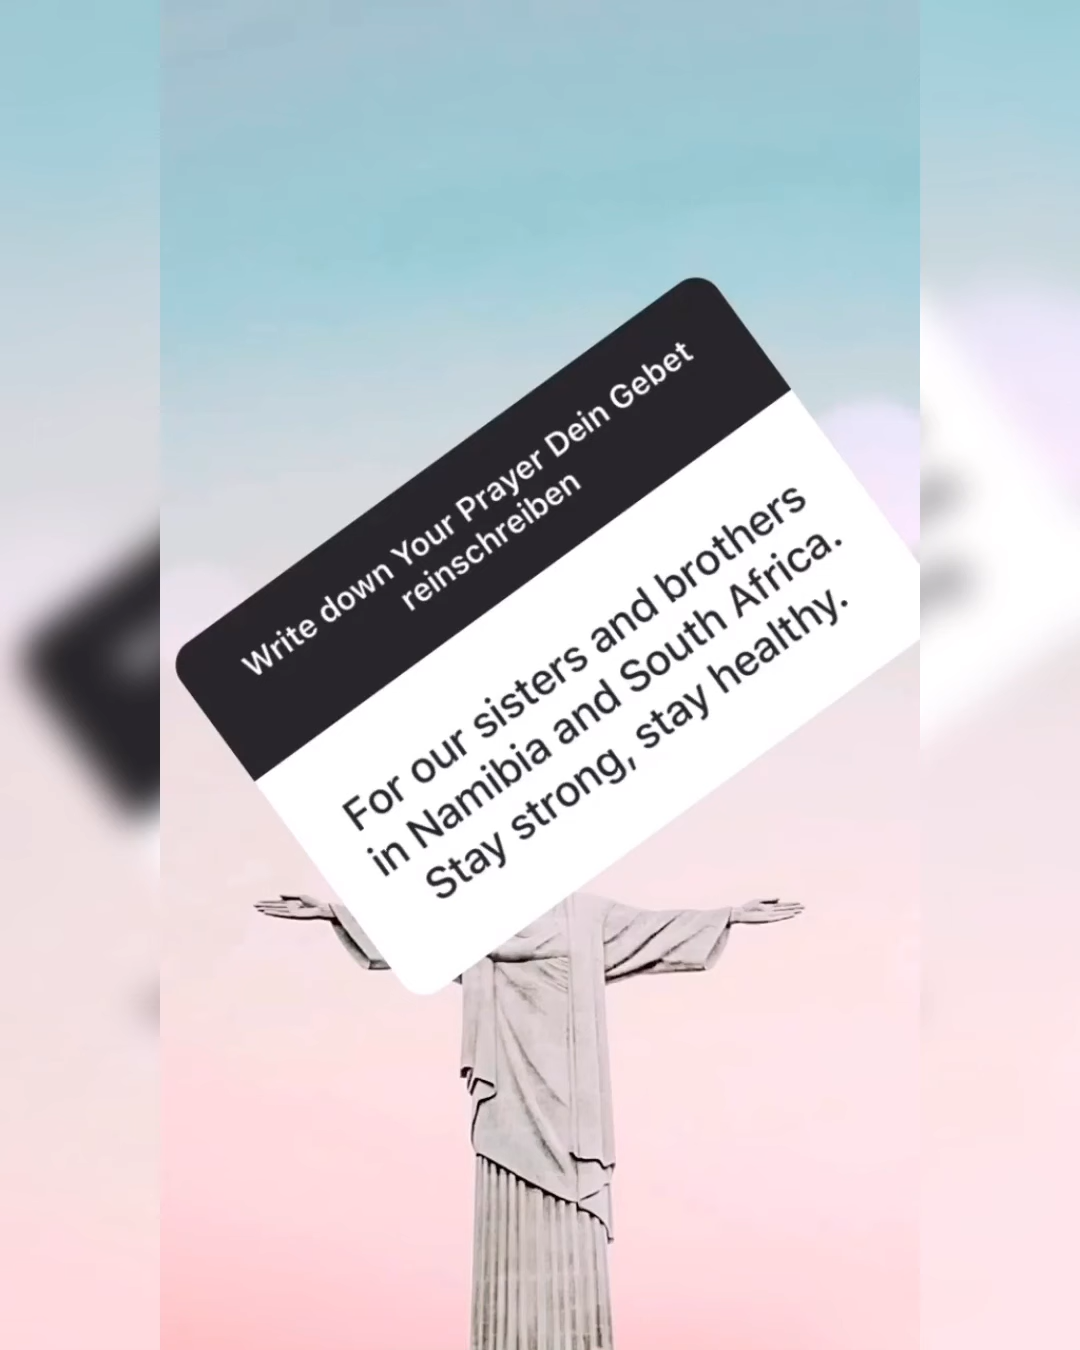 Write down Your Prayer Dein Gebet
reinschreiben
For our sisters and brothers
in Namibia and South Africa.
Stay strong, stay healthy.